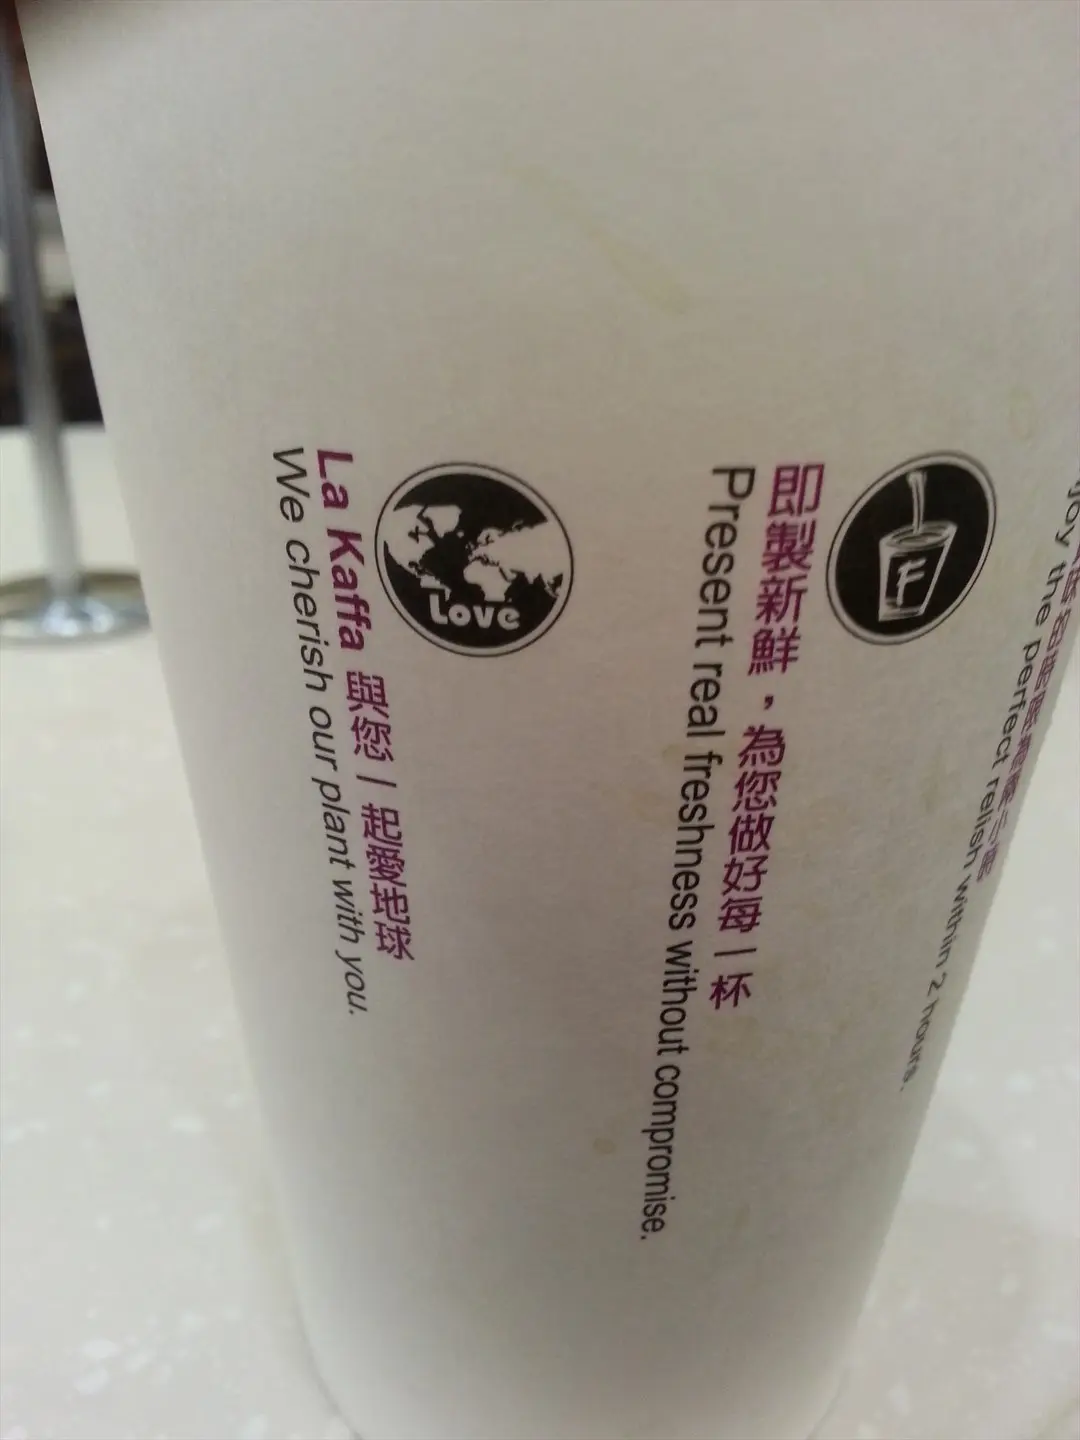 joy the perfect relish within 2 hours.
F
即製新鮮，為您做好每一杯
Present real freshness without compromise.
Love
La Kaffa 與您一起愛地球
We cherish our plant with you.